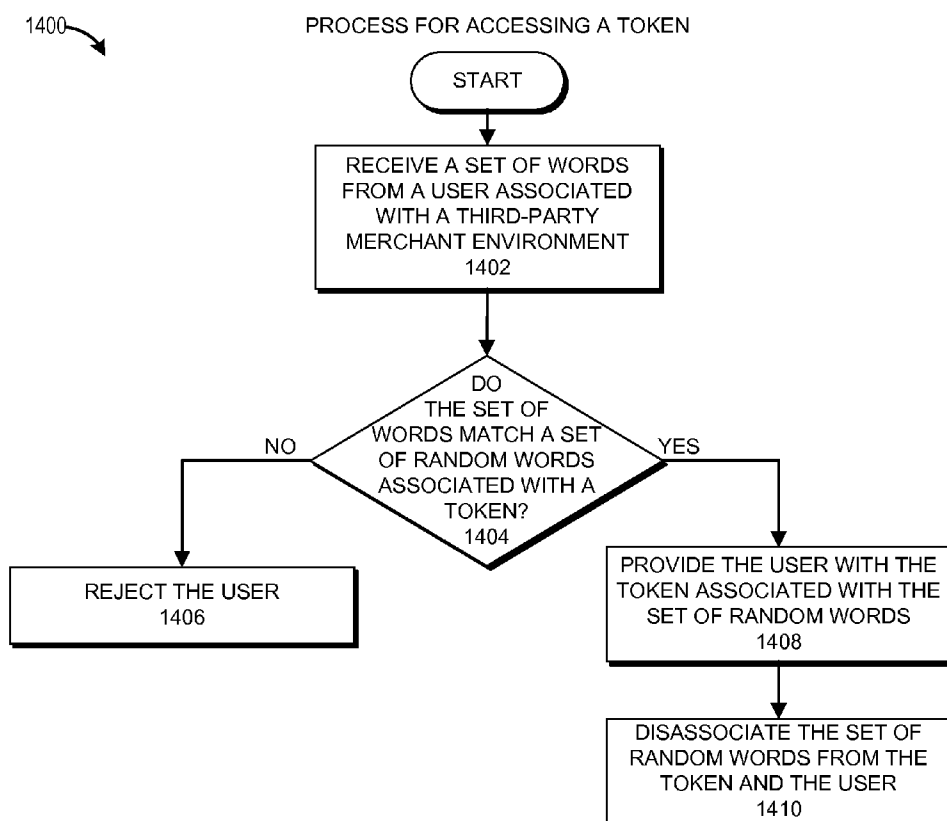 1400
PROCESS FOR ACCESSING A TOKEN
START
RECEIVE A SET OF WORDS
FROM A USER ASSOCIATED
WITH A THIRD-PARTY
MERCHANT ENVIRONMENT
1402
DO
THE SET OF
WORDS MATCH A SET
OF RANDOM WORDS
ASSOCIATED WITH A
TOKEN?
1404
NO
YES
REJECT THE USER
1406
PROVIDE THE USER WITH THE
TOKEN ASSOCIATED WITH THE
SET OF RANDOM WORDS
1408
DISASSOCIATE THE SET OF
RANDOM WORDS FROM THE
TOKEN AND THE USER
1410